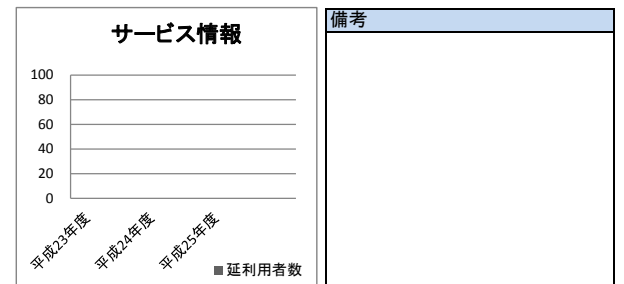 サービス情報
100
80
60
40
20
0
平成23年度
平成24年度
平成25年度
■延利用者数
備考